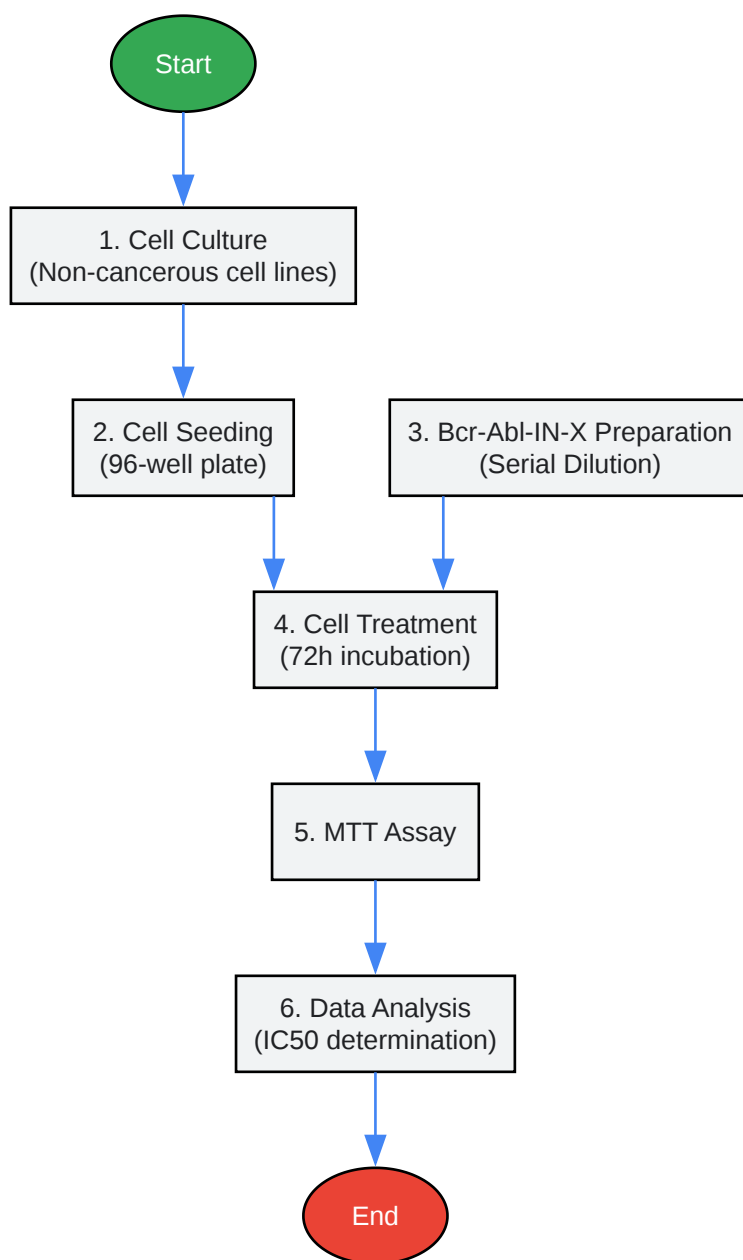 Start
1. Cell Culture
(Non-cancerous cell lines)
2. Cell Seeding
(96-well plate)
3. Bcr-Abl-IN-X Preparation
(Serial Dilution)
4. Cell Treatment
(72h incubation)
5. MTT Assay
6. Data Analysis
(IC50 determination)
End